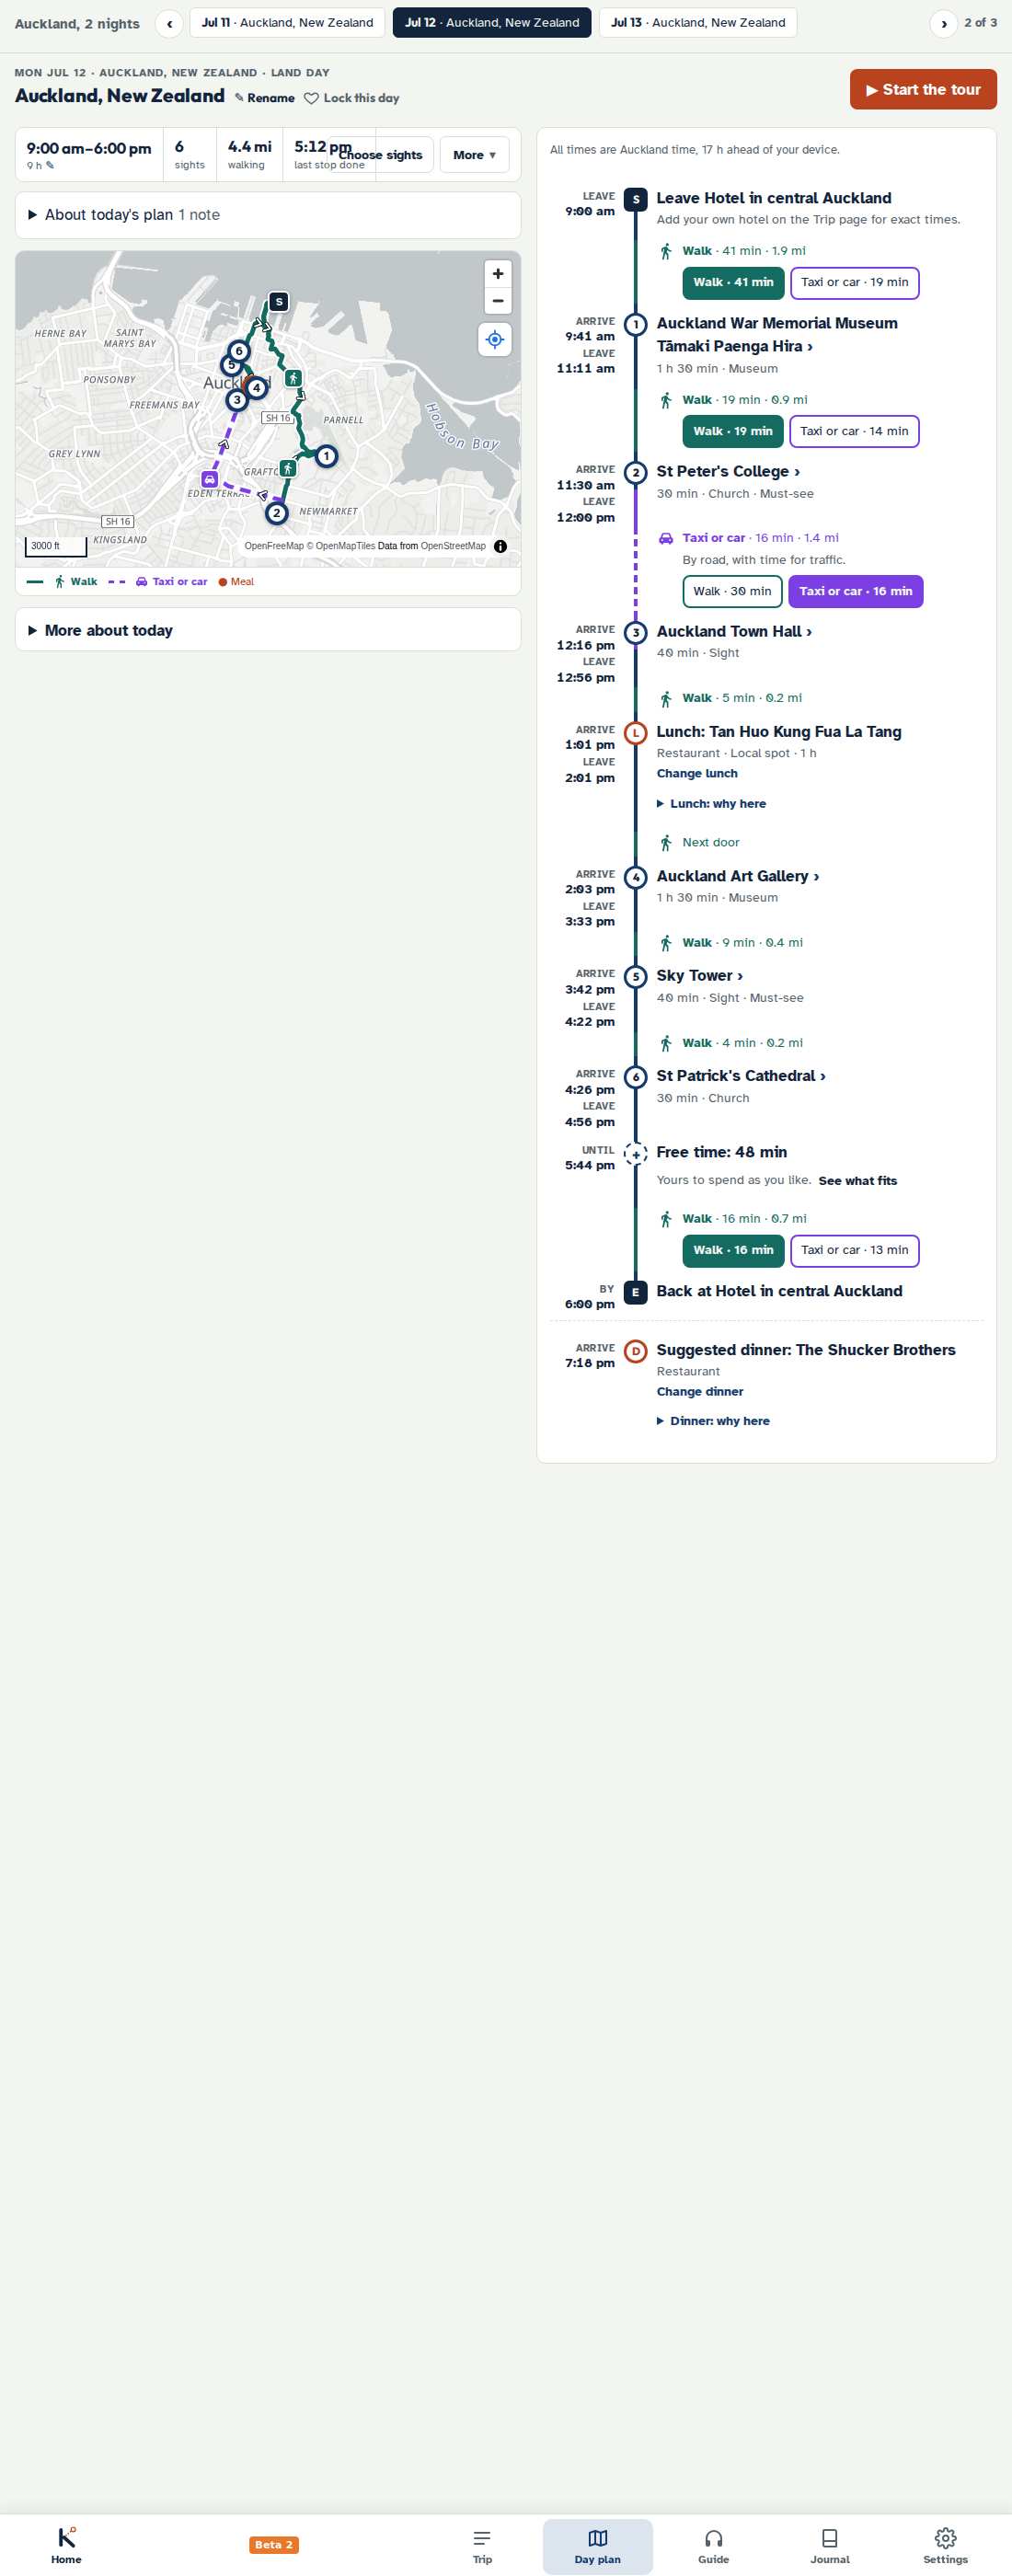 Auckland, 2 nights
‹
Jul 11 · Auckland, New Zealand
Jul 12 · Auckland, New Zealand
Jul 13 · Auckland, New Zealand
›
2 of 3
MON JUL 12 · AUCKLAND, NEW ZEALAND · LAND DAY
Auckland, New Zealand
✎ Rename
Lock this day
▶ Start the tour
9:00 am–6:00 pm
9 h ✎
6
sights
4.4 mi
walking
5:12 pm
last stop done
Choose sights
More ▾
▶ About today's plan 1 note
HERNE BAY
SAINT
MARYS BAY
PONSONBY
FREEMANS BAY
GREY LYNN
SH 16
PARNELL
Hobson Bay
NEWMARKET
SH 16
KINGSLAND
S
6
5
4
3
1
2
+
−
3000 ft
OpenFreeMap © OpenMapTiles Data from OpenStreetMap
Walk
Taxi or car
Meal
▶ More about today
All times are Auckland time, 17 h ahead of your device.
LEAVE
9:00 am
S
Leave Hotel in central Auckland
Add your own hotel on the Trip page for exact times.
Walk · 41 min · 1.9 mi
Walk · 41 min
Taxi or car · 19 min
ARRIVE
9:41 am
LEAVE
11:11 am
1
Auckland War Memorial Museum
Tāmaki Paenga Hira ›
1 h 30 min · Museum
Walk · 19 min · 0.9 mi
Walk · 19 min
Taxi or car · 14 min
ARRIVE
11:30 am
LEAVE
12:00 pm
2
St Peter's College ›
30 min · Church · Must-see
Taxi or car · 16 min · 1.4 mi
By road, with time for traffic.
Walk · 30 min
Taxi or car · 16 min
ARRIVE
12:16 pm
LEAVE
12:56 pm
3
Auckland Town Hall ›
40 min · Sight
Walk · 5 min · 0.2 mi
ARRIVE
1:01 pm
LEAVE
2:01 pm
L
Lunch: Tan Huo Kung Fua La Tang
Restaurant · Local spot · 1 h
Change lunch
▶ Lunch: why here
Next door
ARRIVE
2:03 pm
LEAVE
3:33 pm
4
Auckland Art Gallery ›
1 h 30 min · Museum
Walk · 9 min · 0.4 mi
ARRIVE
3:42 pm
LEAVE
4:22 pm
5
Sky Tower ›
40 min · Sight · Must-see
Walk · 4 min · 0.2 mi
ARRIVE
4:26 pm
LEAVE
4:56 pm
6
St Patrick's Cathedral ›
30 min · Church
UNTIL
5:44 pm
+
Free time: 48 min
Yours to spend as you like. See what fits
Walk · 16 min · 0.7 mi
Walk · 16 min
Taxi or car · 13 min
BY
6:00 pm
E
Back at Hotel in central Auckland
ARRIVE
7:18 pm
D
Suggested dinner: The Shucker Brothers
Restaurant
Change dinner
▶ Dinner: why here
Home
Beta 2
Trip
Day plan
Guide
Journal
Settings